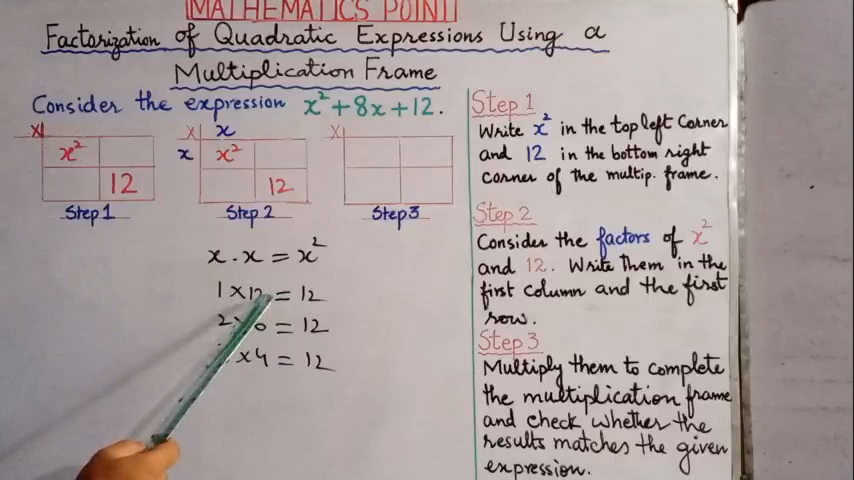 MATHEMATICS POINT
Factorization of Quadratic Expressions Using a
Multiplication Frame
Consider the expression x² + 8x + 12.
X
x²
12
Step 1
X x
x x²
12
Step 2
X
Step 3
x . x = x²
1 x 12 = 12
2 = 12
x 4 = 12
Step 1
Write x² in the top left corner
and 12 in the bottom right
corner of the multip. frame.
Step 2
Consider the factors of x²
and 12. Write them in the
first column and the first
row.
Step 3
Multiply them to complete
the multiplication frame
and check whether the
results matches the given
expression.